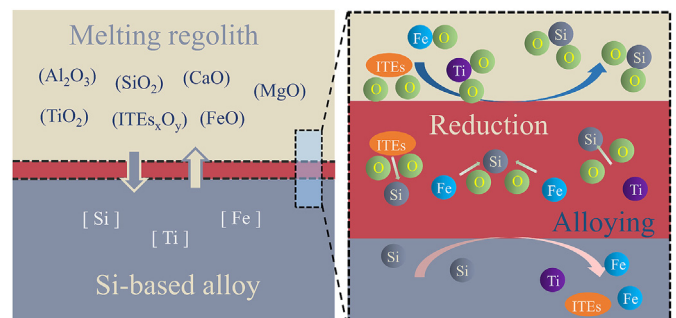 Melting regolith
(Al₂O₃) (SiO₂) (CaO) (MgO)
(TiO₂) (ITEsₓOᵧ) (FeO)
[ Si ] [ Ti ] [ Fe ]
Si-based alloy
Fe O O Si O Si
ITEs Ti O
O O O O
Reduction
ITEs Si Si O
O O O O O
Si Fe Fe Ti
Alloying
Si Si Fe
Ti Fe
ITEs